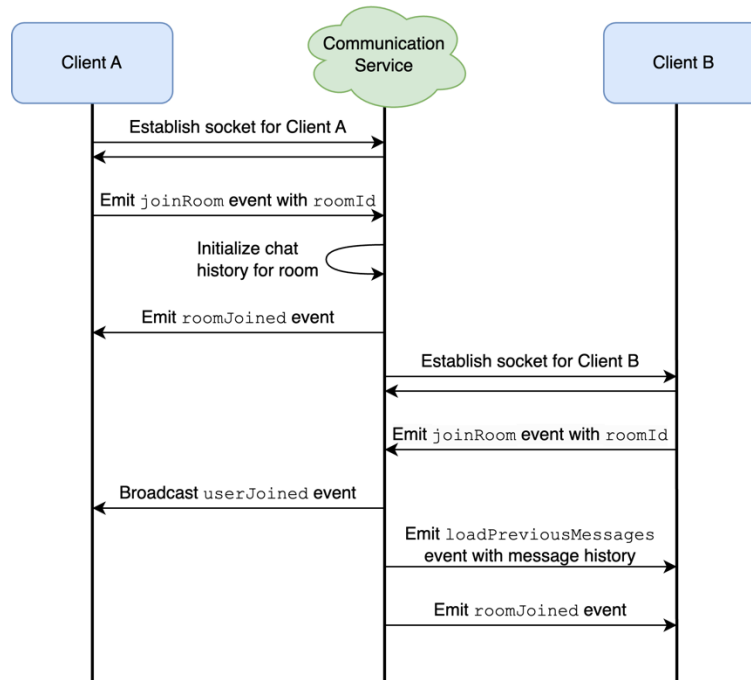 Client A
Communication
Service
Client B
Establish socket for Client A
Emit joinRoom event with roomId
Initialize chat
history for room
Emit roomJoined event
Establish socket for Client B
Emit joinRoom event with roomId
Broadcast userJoined event
Emit loadPreviousMessages
event with message history
Emit roomJoined event